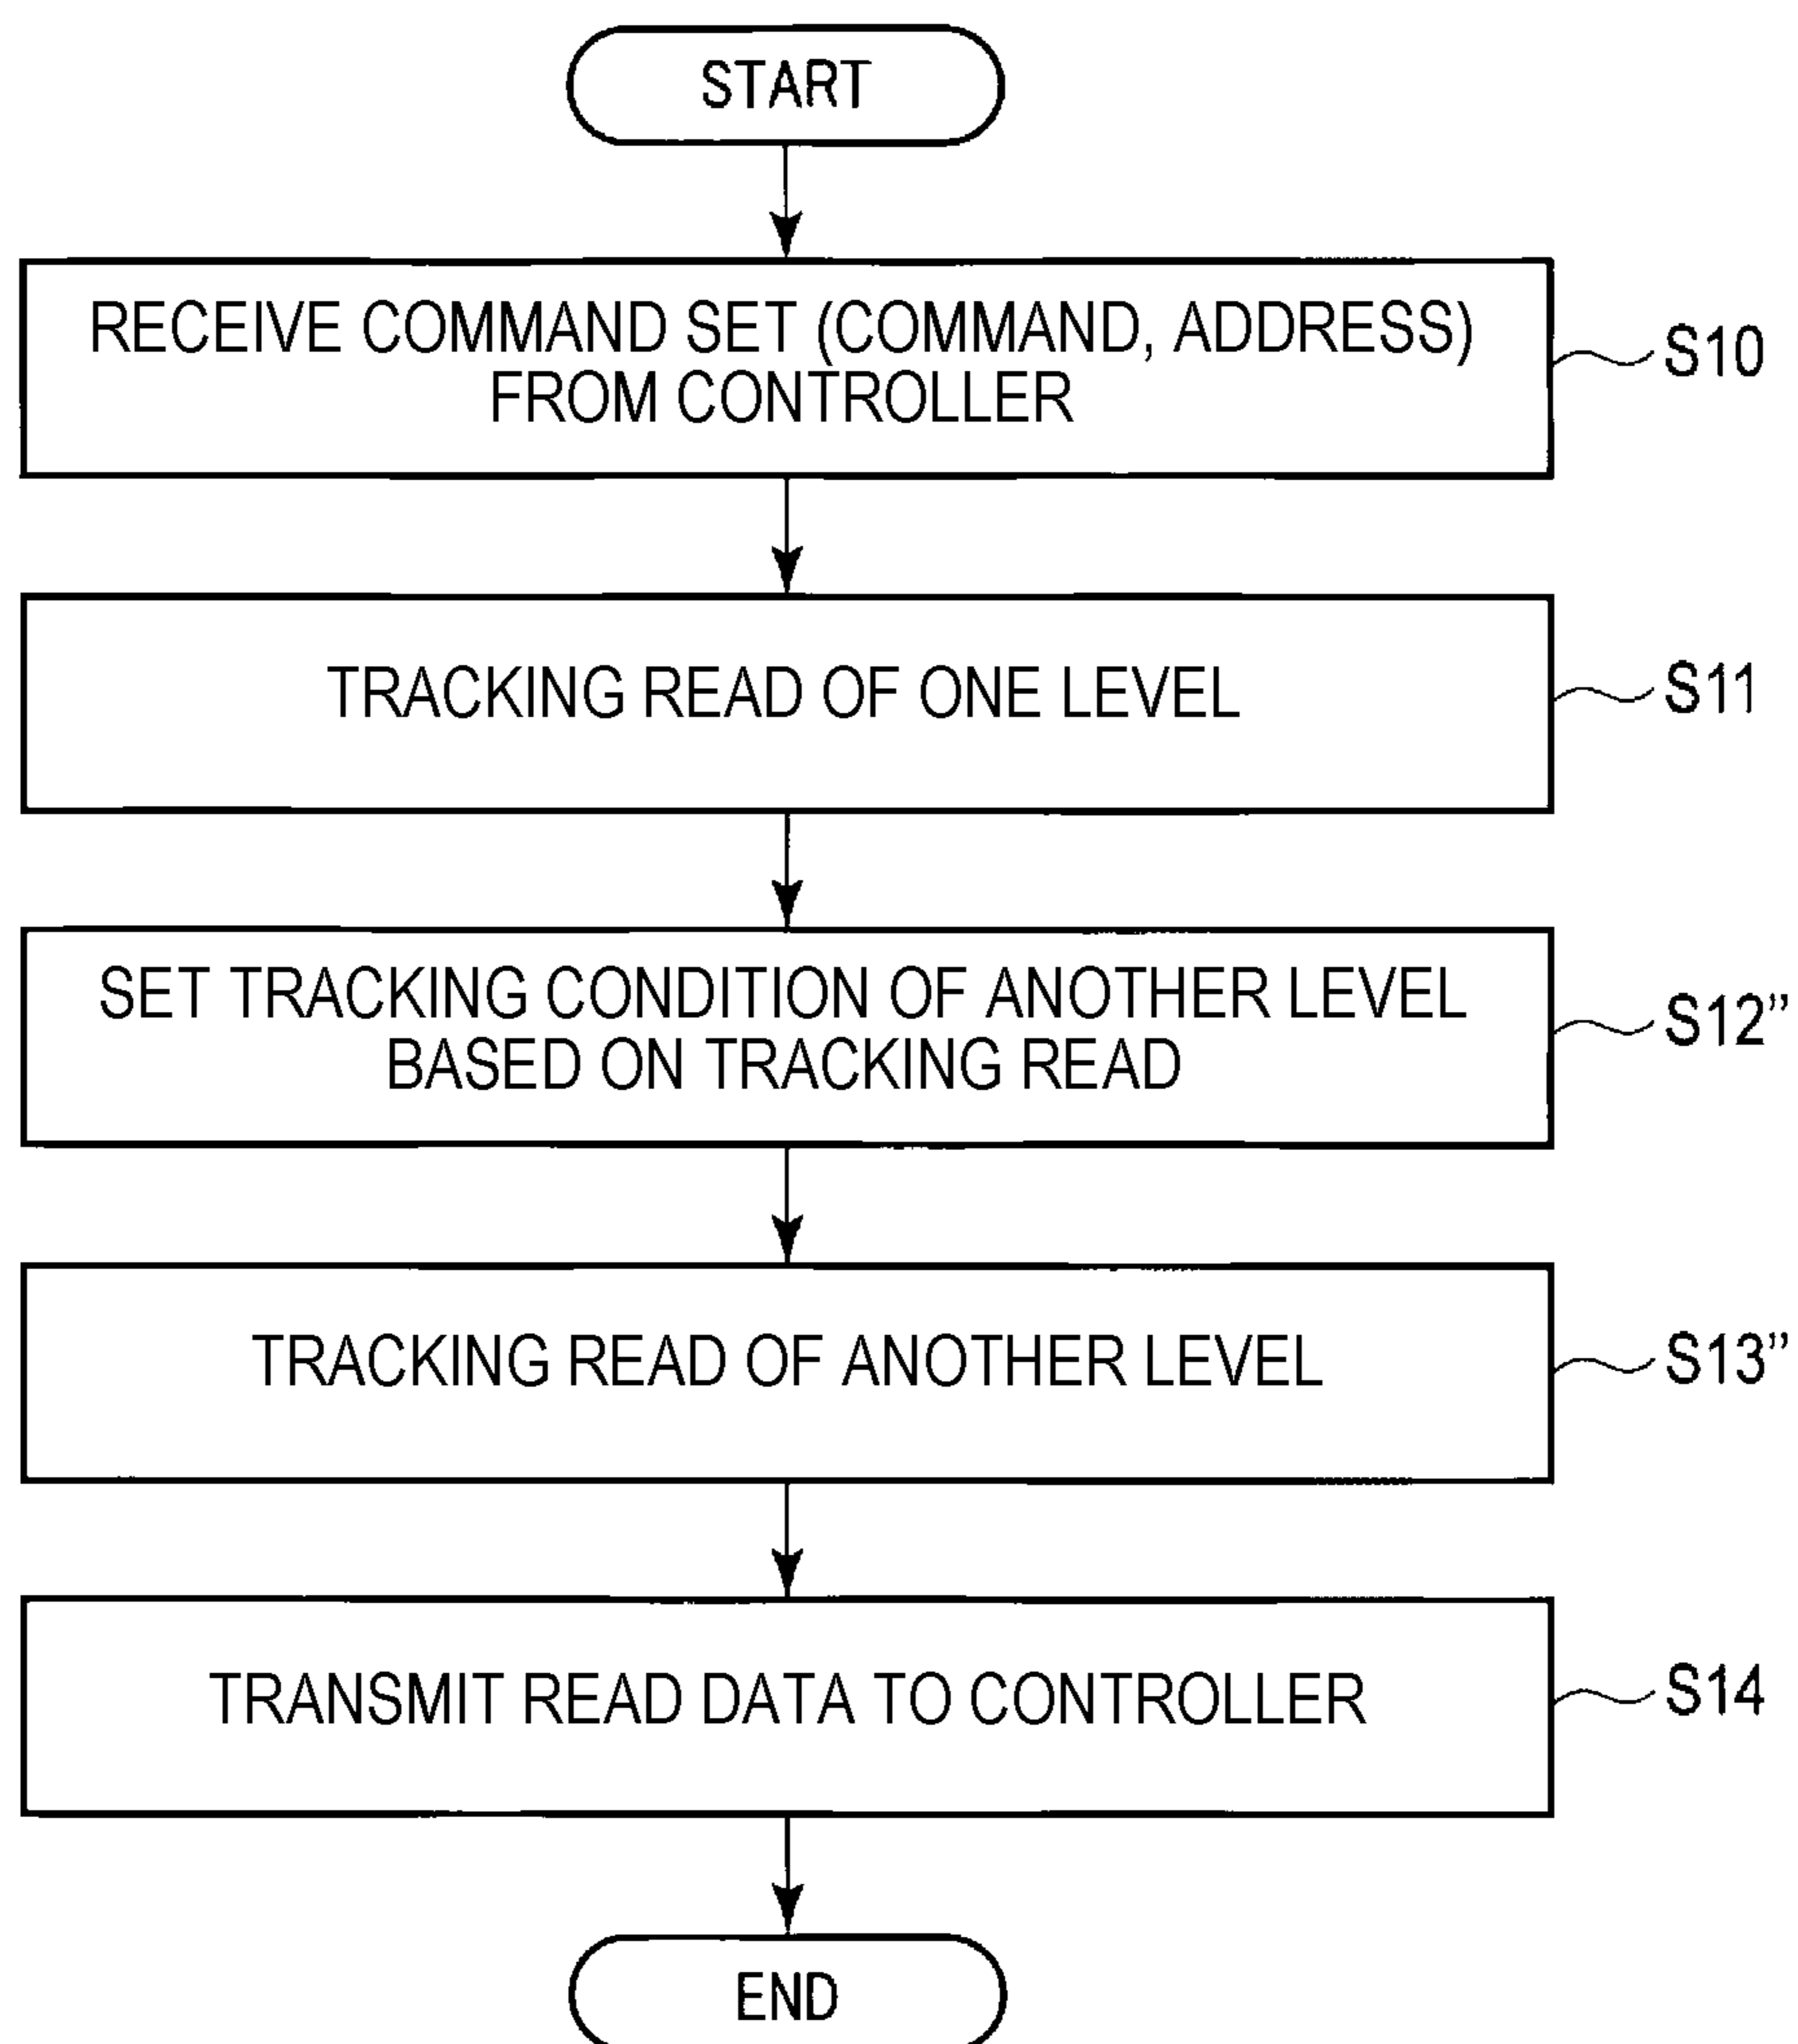 START
RECEIVE COMMAND SET (COMMAND, ADDRESS)
FROM CONTROLLER
S10
TRACKING READ OF ONE LEVEL
S11
SET TRACKING CONDITION OF ANOTHER LEVEL
BASED ON TRACKING READ
S12”
TRACKING READ OF ANOTHER LEVEL
S13”
TRANSMIT READ DATA TO CONTROLLER
S14
END